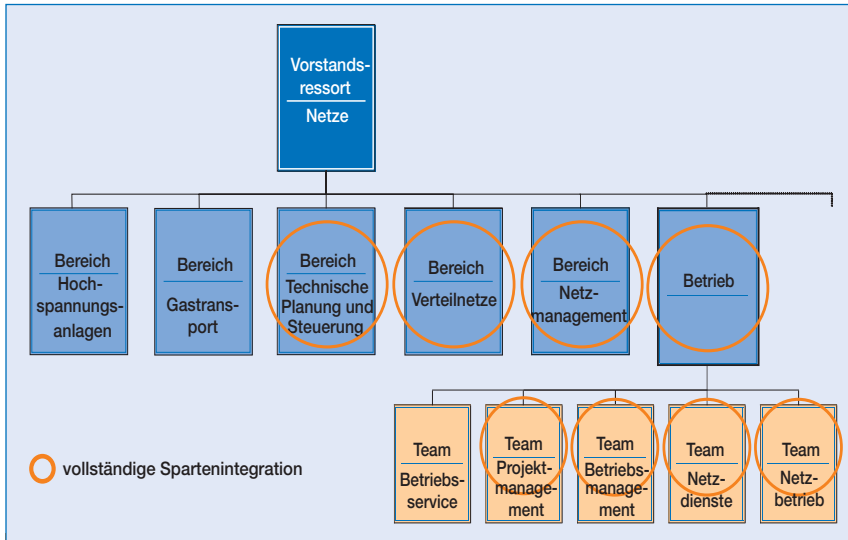 Vorstands-
ressort
Netze
Bereich
Hoch-
spannungs-
anlagen
Bereich
Gastrans-
port
Bereich
Technische
Planung und
Steuerung
Bereich
Verteilnetze
Bereich
Netz-
management
Betrieb
Team
Betriebs-
service
Team
Projekt-
manage-
ment
Team
Betriebs-
manage-
ment
Team
Netz-
dienste
Team
Netz-
betrieb
vollständige Spartenintegration